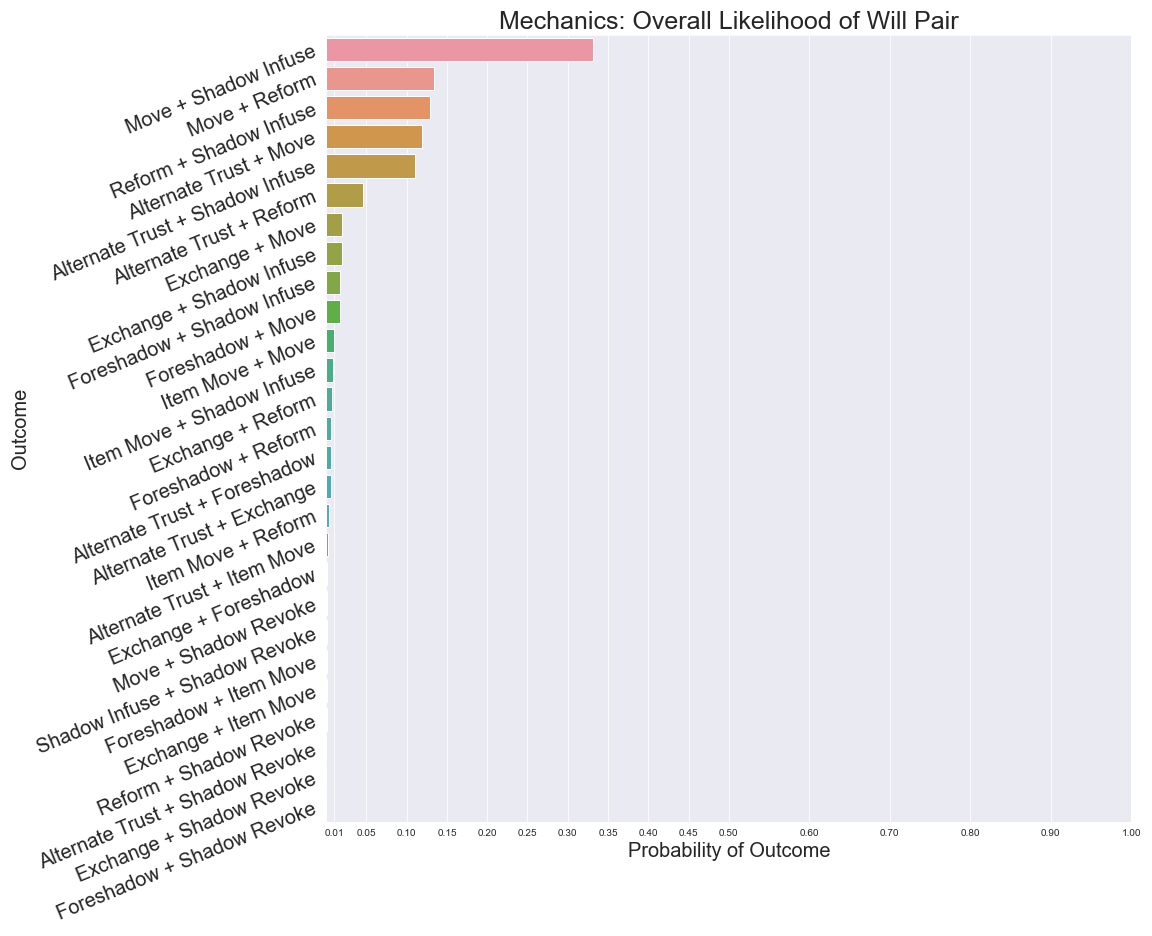 Mechanics: Overall Likelihood of Will Pair
Outcome
Move + Shadow Infuse
Move + Reform
Reform + Shadow Infuse
Alternate Trust + Move
Alternate Trust + Shadow Infuse
Alternate Trust + Reform
Exchange + Move
Exchange + Shadow Infuse
Foreshadow + Shadow Infuse
Foreshadow + Move
Item Move + Move
Item Move + Shadow Infuse
Exchange + Reform
Foreshadow + Reform
Alternate Trust + Foreshadow
Alternate Trust + Exchange
Item Move + Reform
Alternate Trust + Item Move
Exchange + Foreshadow
Move + Shadow Revoke
Shadow Infuse + Shadow Revoke
Foreshadow + Item Move
Exchange + Item Move
Reform + Shadow Revoke
Alternate Trust + Shadow Revoke
Exchange + Shadow Revoke
Foreshadow + Shadow Revoke
0.01 0.05 0.10 0.15 0.20 0.25 0.30 0.35 0.40 0.45 0.50 0.60 0.70 0.80 0.90 1.00
Probability of Outcome